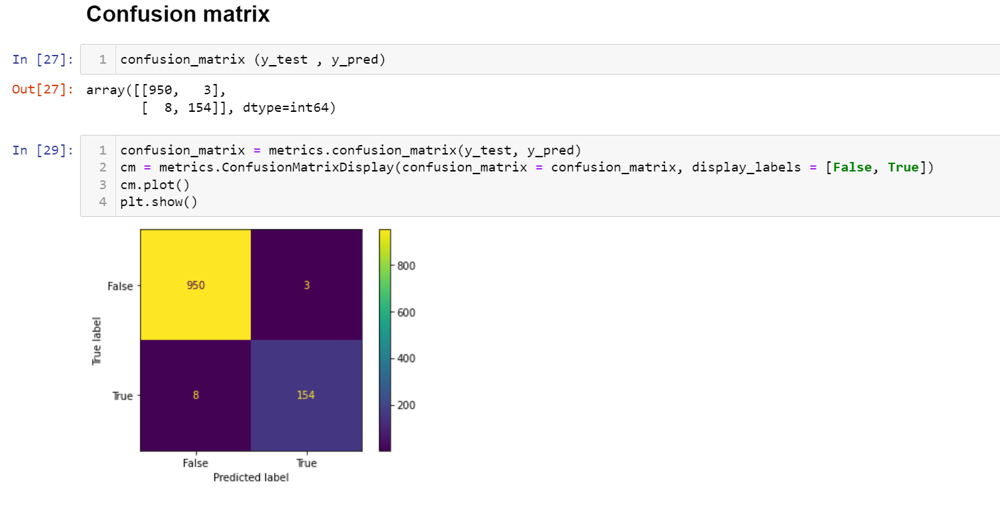 Confusion matrix
In [27]: 1 confusion_matrix (y_test , y_pred)
Out[27]: array([[950,   3],
       [  8, 154]], dtype=int64)
In [29]: 1 confusion_matrix = metrics.confusion_matrix(y_test, y_pred)
2 cm = metrics.ConfusionMatrixDisplay(confusion_matrix = confusion_matrix, display_labels = [False, True])
3 cm.plot()
4 plt.show()
800
False 950 3
600
True label
400
True 8 154
200
False True
Predicted label